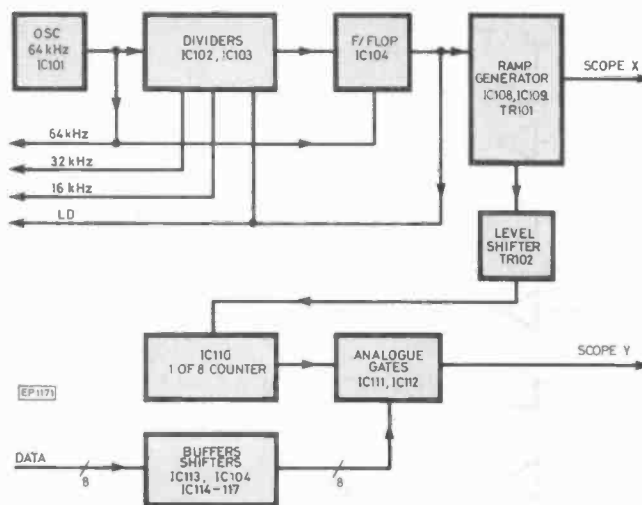 OSC
64 kHz
IC101
DIVIDERS
IC102, IC103
F/FLOP
IC104
RAMP
GENERATOR
IC108, IC109.
TR101
SCOPE X
64kHz
32 kHz
16 kHz
LD
LEVEL
SHIFTER
TR102
IC110
1 OF 8 COUNTER
ANALOGUE
GATES
IC111, IC112
SCOPE Y
EP1171
DATA
8
BUFFERS
SHIFTERS
IC113, IC104
IC114-117
8